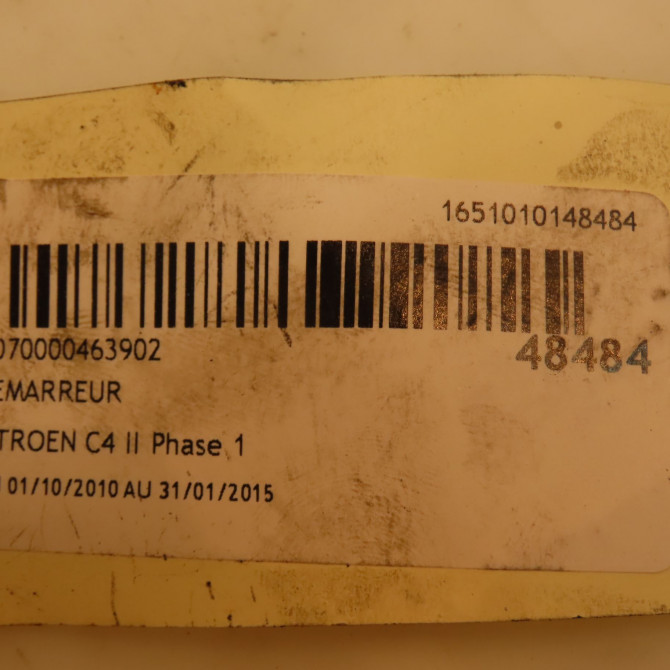 1651010148484
070000463902
48484
EMARREUR
TROEN C4 II Phase 1
01/10/2010 AU 31/01/2015